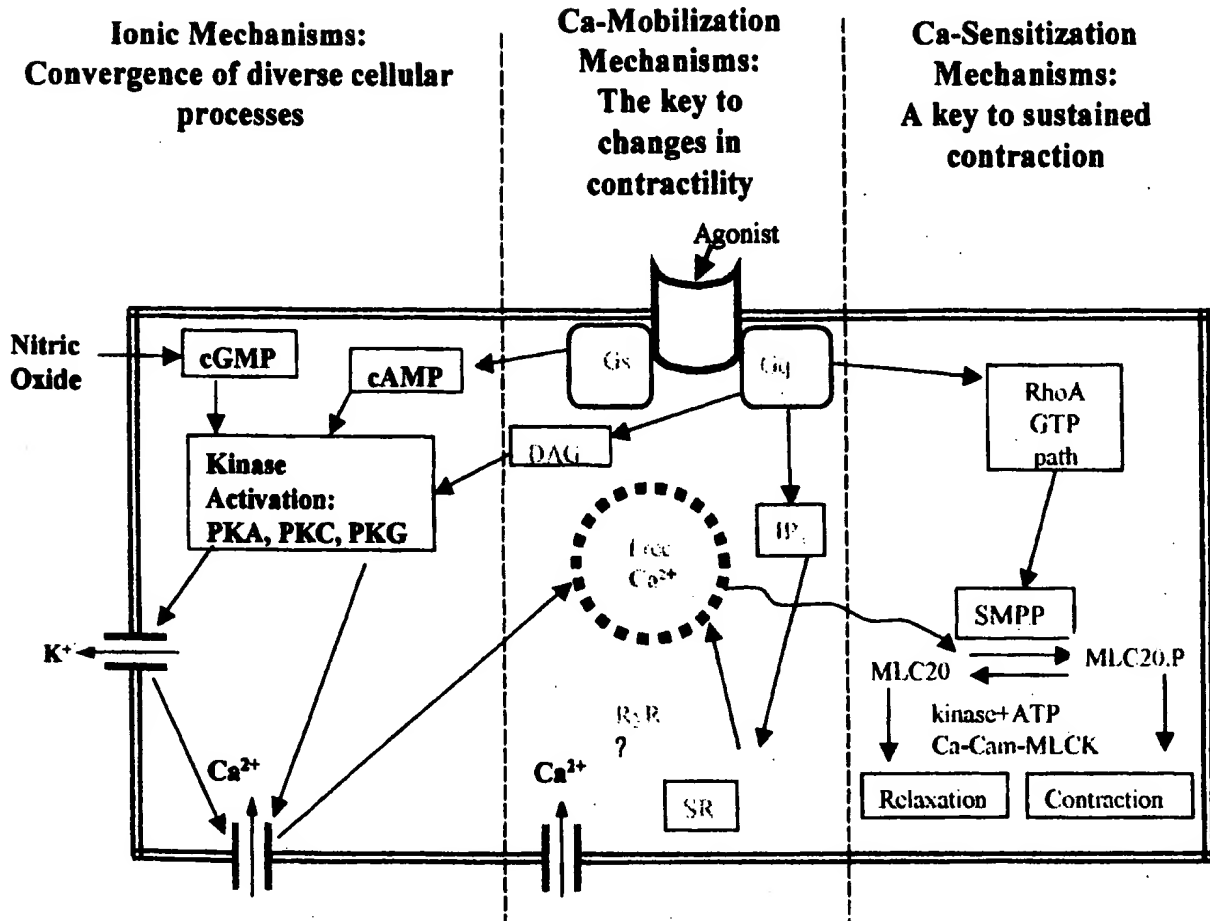 Ionic Mechanisms:
Convergence of diverse cellular
processes
Ca-Mobilization
Mechanisms:
The key to
changes in
contractility
Ca-Sensitization
Mechanisms:
A key to sustained
contraction
Agonist
Nitric
Oxide
cGMP
cAMP
Gs
Gq
RhoA
GTP
path
DAG
Kinase
Activation:
PKA, PKC, PKG
IP3
Free
Ca²⁺
SMPP
K⁺
MLC20
MLC20.P
RyR
?
kinase+ATP
Ca-Cam-MLCK
Ca²⁺
Ca²⁺
SR
Relaxation
Contraction